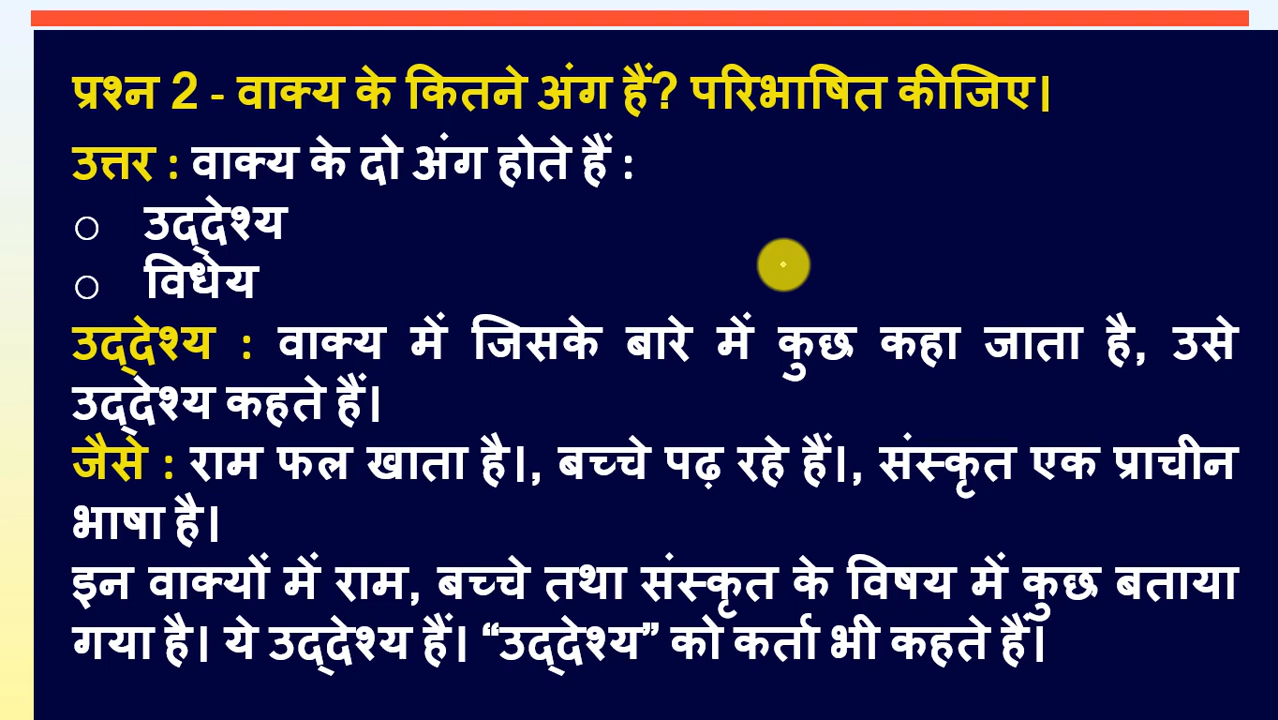 प्रश्न 2 - वाक्य के कितने अंग हैं? परिभाषित कीजिए।
उत्तर : वाक्य के दो अंग होते हैं :
○ उद्देश्य
○ विधेय
उद्देश्य : वाक्य में जिसके बारे में कुछ कहा जाता है, उसे
उद्देश्य कहते हैं।
जैसे : राम फल खाता है।, बच्चे पढ़ रहे हैं।, संस्कृत एक प्राचीन
भाषा है।
इन वाक्यों में राम, बच्चे तथा संस्कृत के विषय में कुछ बताया
गया है। ये उद्देश्य हैं। “उद्देश्य” को कर्ता भी कहते हैं।